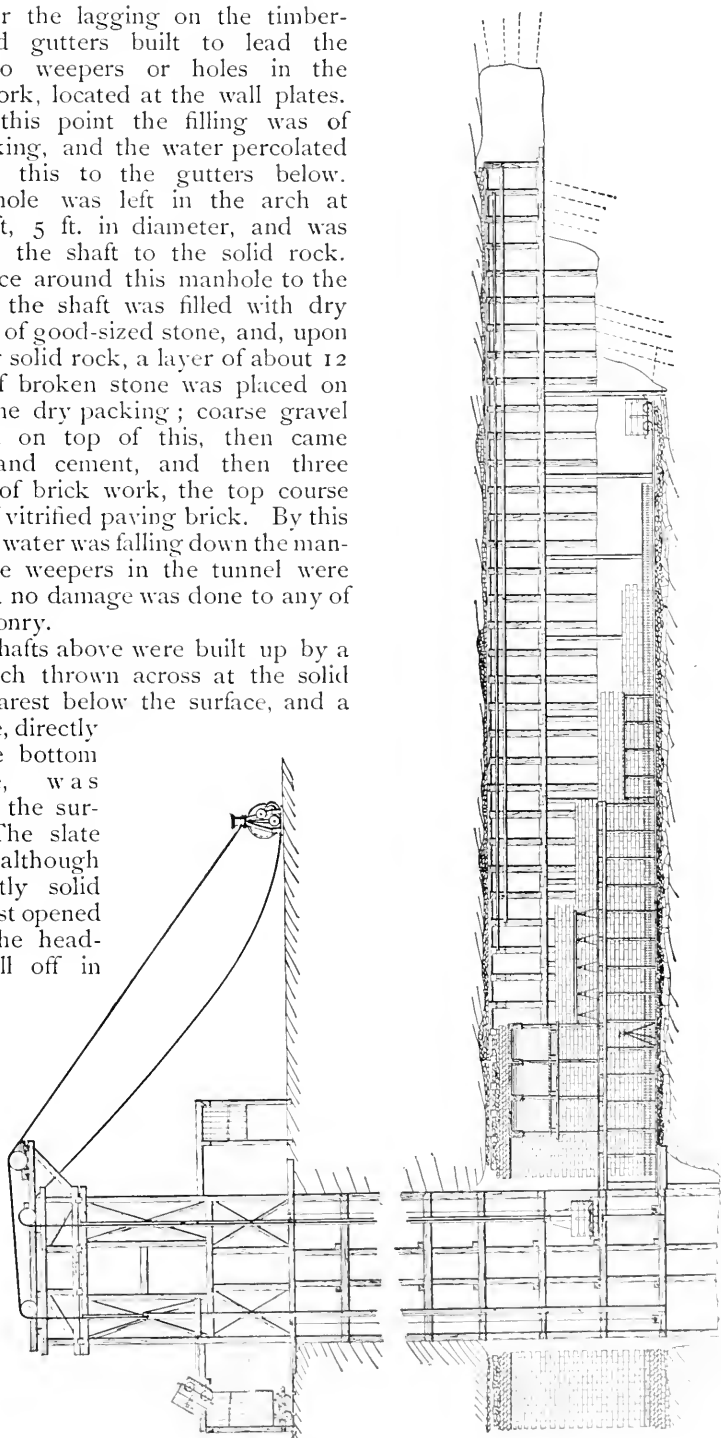 r the lagging on the timber-
d gutters built to lead the
o weepers or holes in the
ork, located at the wall plates.
this point the filling was of
king, and the water percolated
this to the gutters below.
hole was left in the arch at
ft, 5 ft. in diameter, and was
the shaft to the solid rock.
ce around this manhole to the
the shaft was filled with dry
of good-sized stone, and, upon
solid rock, a layer of about 12
f broken stone was placed on
he dry packing; coarse gravel
on top of this, then came
and cement, and then three
of brick work, the top course
vitrified paving brick. By this
water was falling down the man-
e weepers in the tunnel were
no damage was done to any of
onry.
hafts above were built up by a
ch thrown across at the solid
arest below the surface, and a
e, directly
e bottom
, was
the sur-
The slate
although
tly solid
st opened
he head-
ll off in